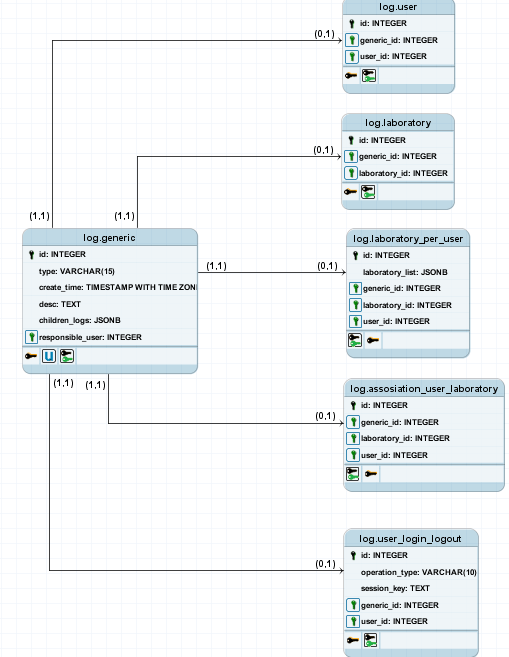 log.user
id: INTEGER
generic_id: INTEGER
user_id: INTEGER
(0,1)
log.laboratory
id: INTEGER
generic_id: INTEGER
laboratory_id: INTEGER
(0,1)
(1,1)
(1,1)
log.generic
id: INTEGER
type: VARCHAR(15)
create_time: TIMESTAMP WITH TIME ZON
desc: TEXT
children_logs: JSONB
responsible_user: INTEGER
u
(1,1)
(0,1)
log.laboratory_per_user
id: INTEGER
laboratory_list: JSONB
generic_id: INTEGER
laboratory_id: INTEGER
user_id: INTEGER
(1,1)
(1,1)
(0,1)
log.assosiation_user_laboratory
id: INTEGER
generic_id: INTEGER
laboratory_id: INTEGER
user_id: INTEGER
(0,1)
log.user_login_logout
id: INTEGER
operation_type: VARCHAR(10)
session_key: TEXT
generic_id: INTEGER
user_id: INTEGER